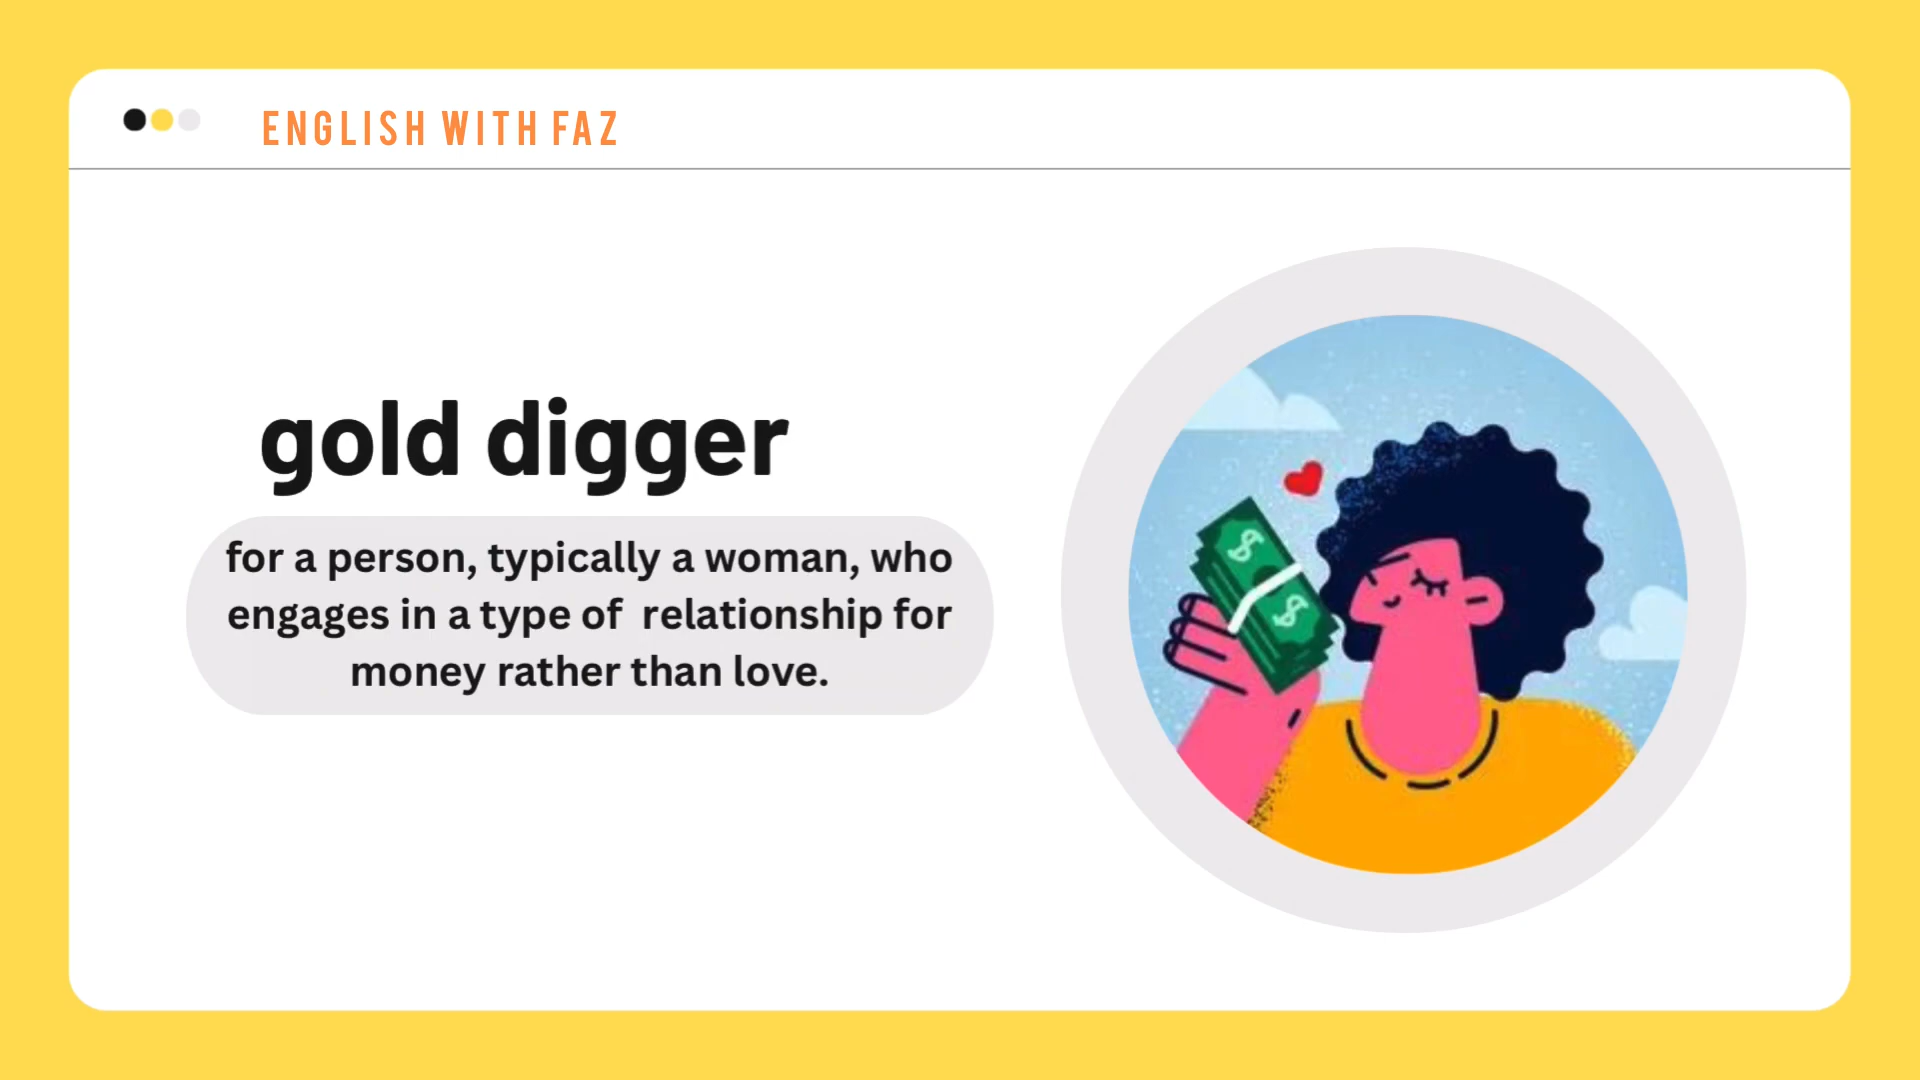 ENGLISH WITH FAZ
gold digger
for a person, typically a woman, who
engages in a type of relationship for
money rather than love.
$
$